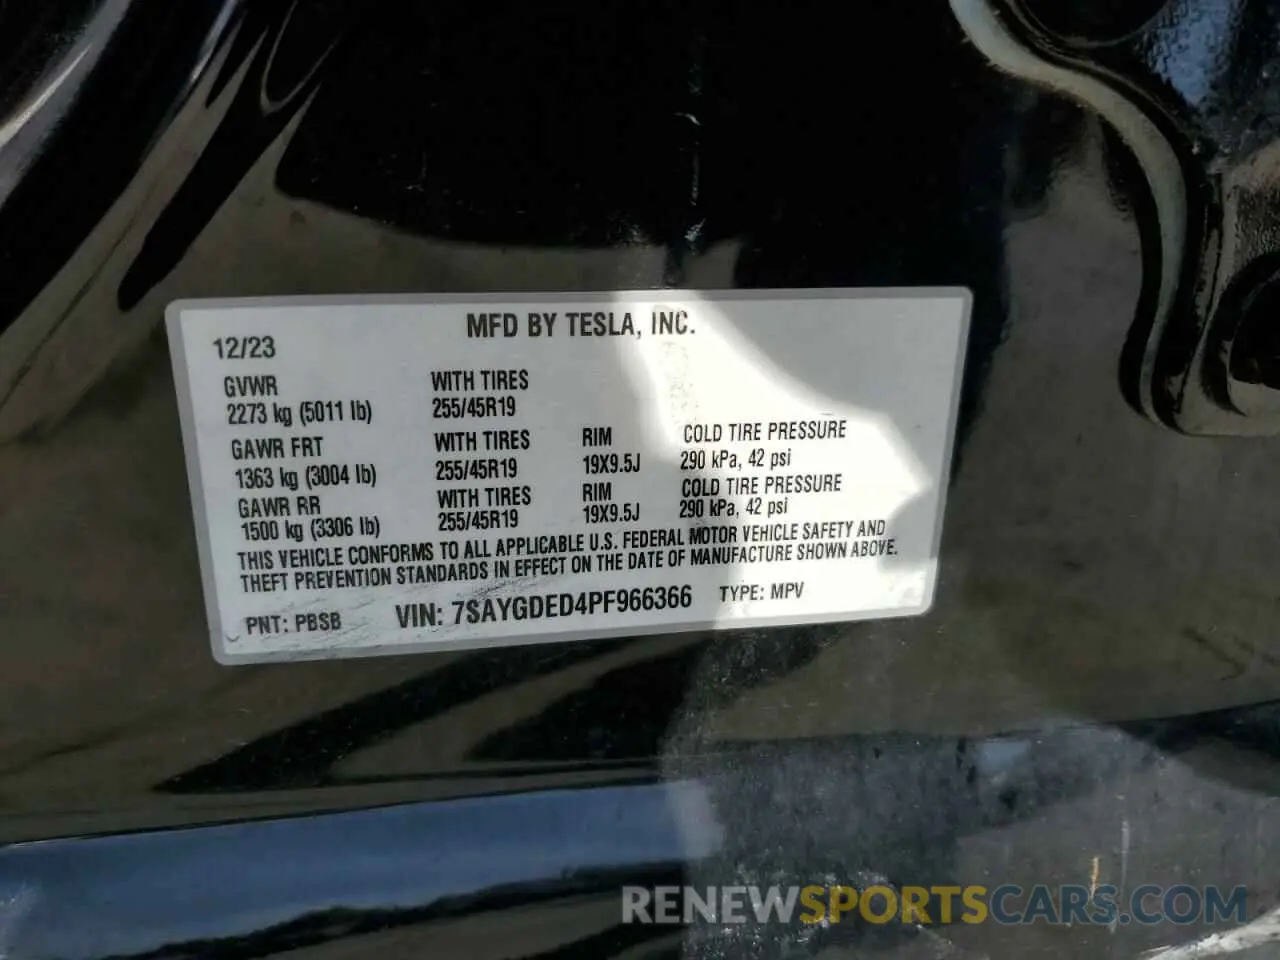 MFD BY TESLA, INC.
12/23
GVWR WITH TIRES
2273 kg (5011 lb) 255/45R19
GAWR FRT WITH TIRES RIM COLD TIRE PRESSURE
1363 kg (3004 lb) 255/45R19 19X9.5J 290 kPa, 42 psi
GAWR RR WITH TIRES RIM COLD TIRE PRESSURE
1500 kg (3306 lb) 255/45R19 19X9.5J 290 kPa, 42 psi
THIS VEHICLE CONFORMS TO ALL APPLICABLE U.S. FEDERAL MOTOR VEHICLE SAFETY AND
THEFT PREVENTION STANDARDS IN EFFECT ON THE DATE OF MANUFACTURE SHOWN ABOVE.
PNT: PBSB VIN: 7SAYGDED4PF966366 TYPE: MPV
RENEWSPORTSCARS.COM